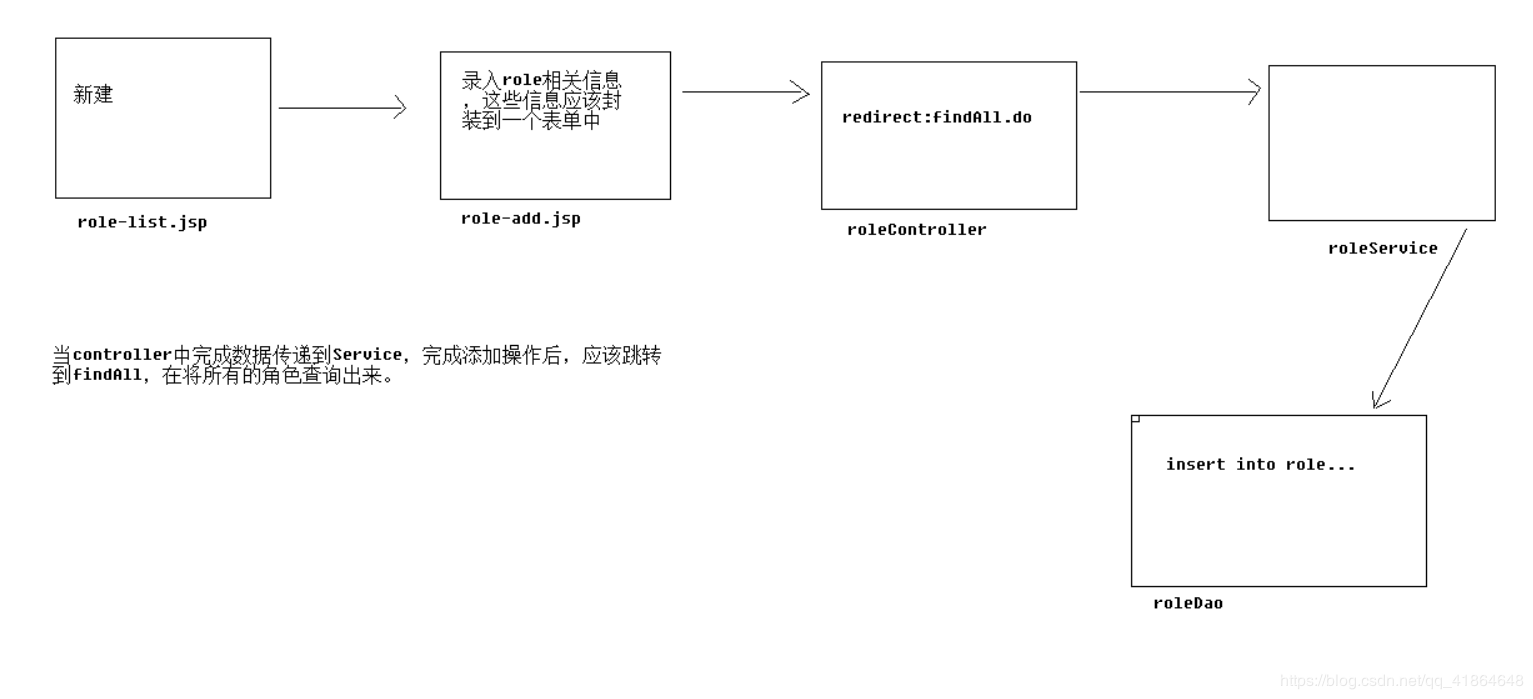 新建
role-list.jsp
录入role相关信息
，这些信息应该封
装到一个表单中
role-add.jsp
redirect:findAll.do
roleController
roleService
当controller中完成数据传递到Service，完成添加操作后，应该跳转
到findAll，在将所有的角色查询出来。
insert into role...
roleDao
https://blog.csdn.net/qq_41864648